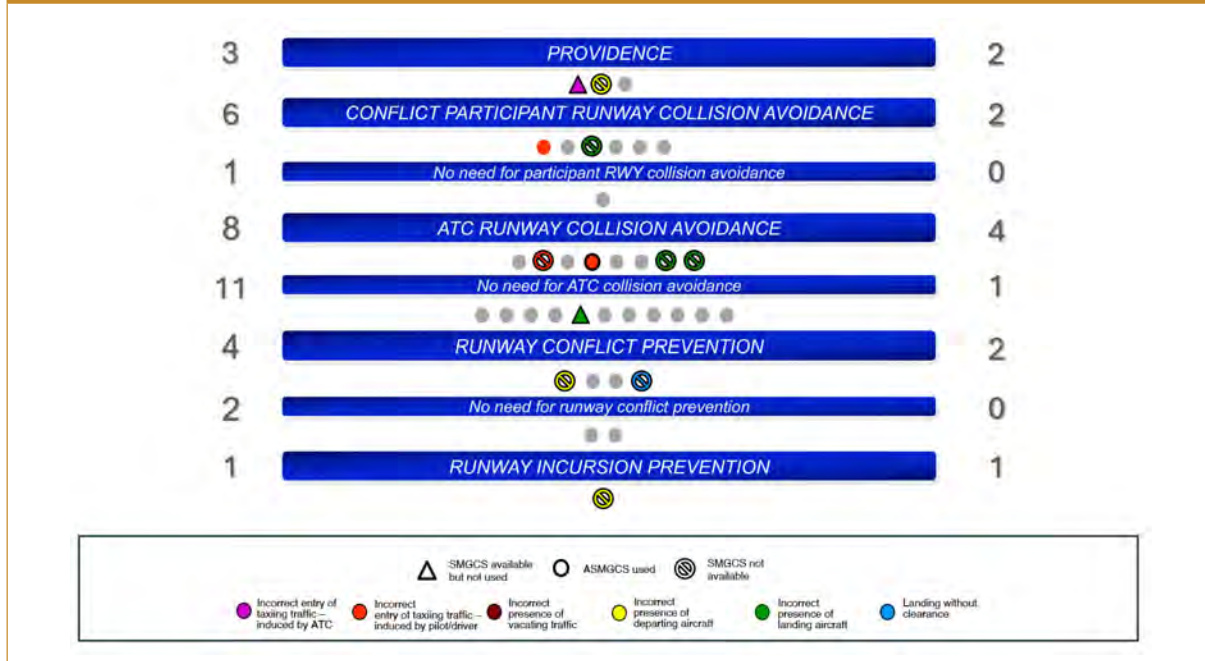 3 PROVIDENCE 2
6 CONFLICT PARTICIPANT RUNWAY COLLISION AVOIDANCE 2
1 No need for participant RWY collision avoidance 0
8 ATC RUNWAY COLLISION AVOIDANCE 4
11 No need for ATC collision avoidance 1
4 RUNWAY CONFLICT PREVENTION 2
2 No need for runway conflict prevention 0
1 RUNWAY INCURSION PREVENTION 1
SMGCS available
but not used
ASMGCS used
SMGCS not
available
Incorrect entry of
taxiing traffic –
induced by ATC
Incorrect
entry of taxiing traffic –
induced by pilot/driver
Incorrect
presence of
vacating traffic
Incorrect
presence of
departing aircraft
Incorrect
presence of
landing aircraft
Landing without
clearance